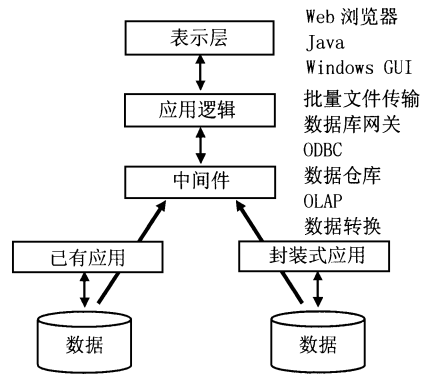 表示层
应用逻辑
中间件
已有应用
封装式应用
数据
数据
Web 浏览器
Java
Windows GUI
批量文件传输
数据库网关
ODBC
数据仓库
OLAP
数据转换